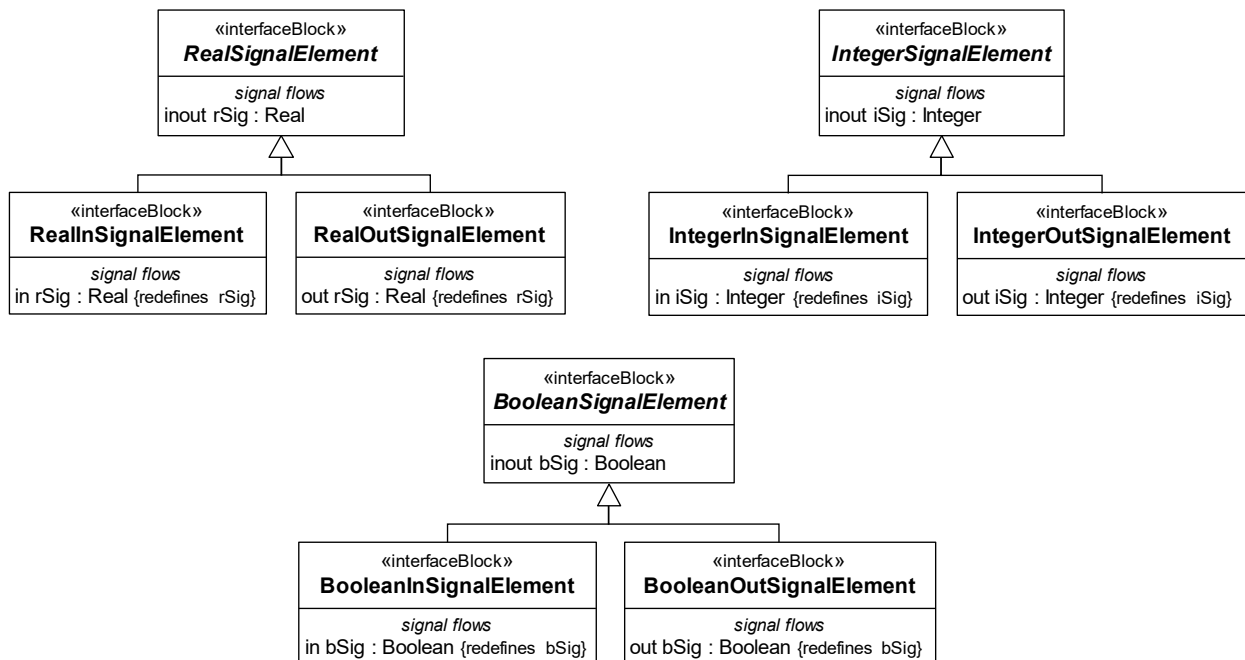 «interfaceBlock»
RealSignalElement
signal flows
inout rSig : Real
«interfaceBlock»
RealInSignalElement
signal flows
in rSig : Real {redefines rSig}
«interfaceBlock»
RealOutSignalElement
signal flows
out rSig : Real {redefines rSig}
«interfaceBlock»
IntegerSignalElement
signal flows
inout iSig : Integer
«interfaceBlock»
IntegerInSignalElement
signal flows
in iSig : Integer {redefines iSig}
«interfaceBlock»
IntegerOutSignalElement
signal flows
out iSig : Integer {redefines iSig}
«interfaceBlock»
BooleanSignalElement
signal flows
inout bSig : Boolean
«interfaceBlock»
BooleanInSignalElement
signal flows
in bSig : Boolean {redefines bSig}
«interfaceBlock»
BooleanOutSignalElement
signal flows
out bSig : Boolean {redefines bSig}